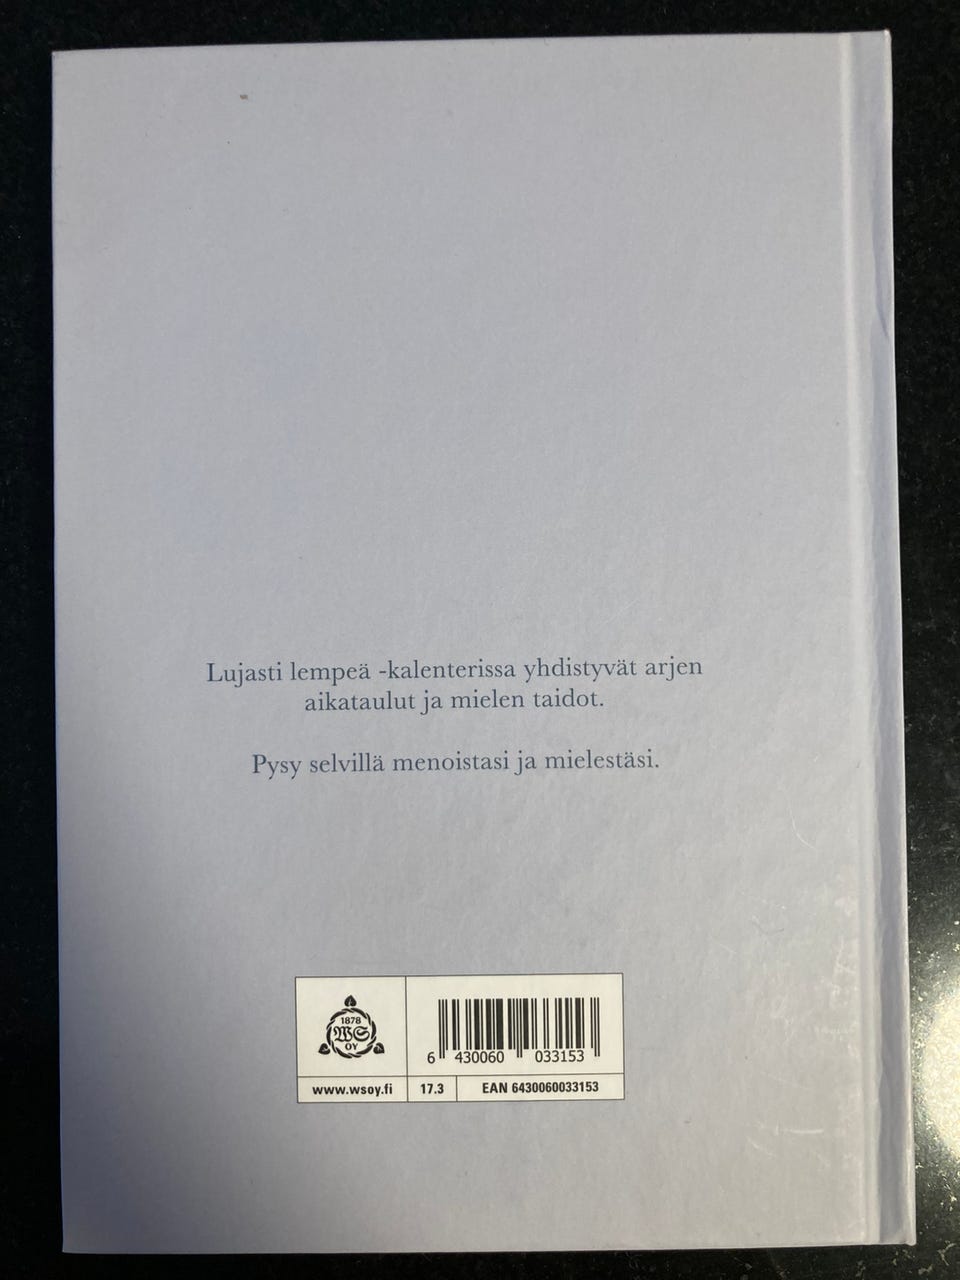 Lujasti lempeä -kalenterissa yhdistyvät arjen
aikataulut ja mielen taidot.
Pysy selvillä menoistasi ja mielestäsi.
1878
WS
OY
6 430060 033153
www.wsoy.fi 17.3 EAN 6430060033153